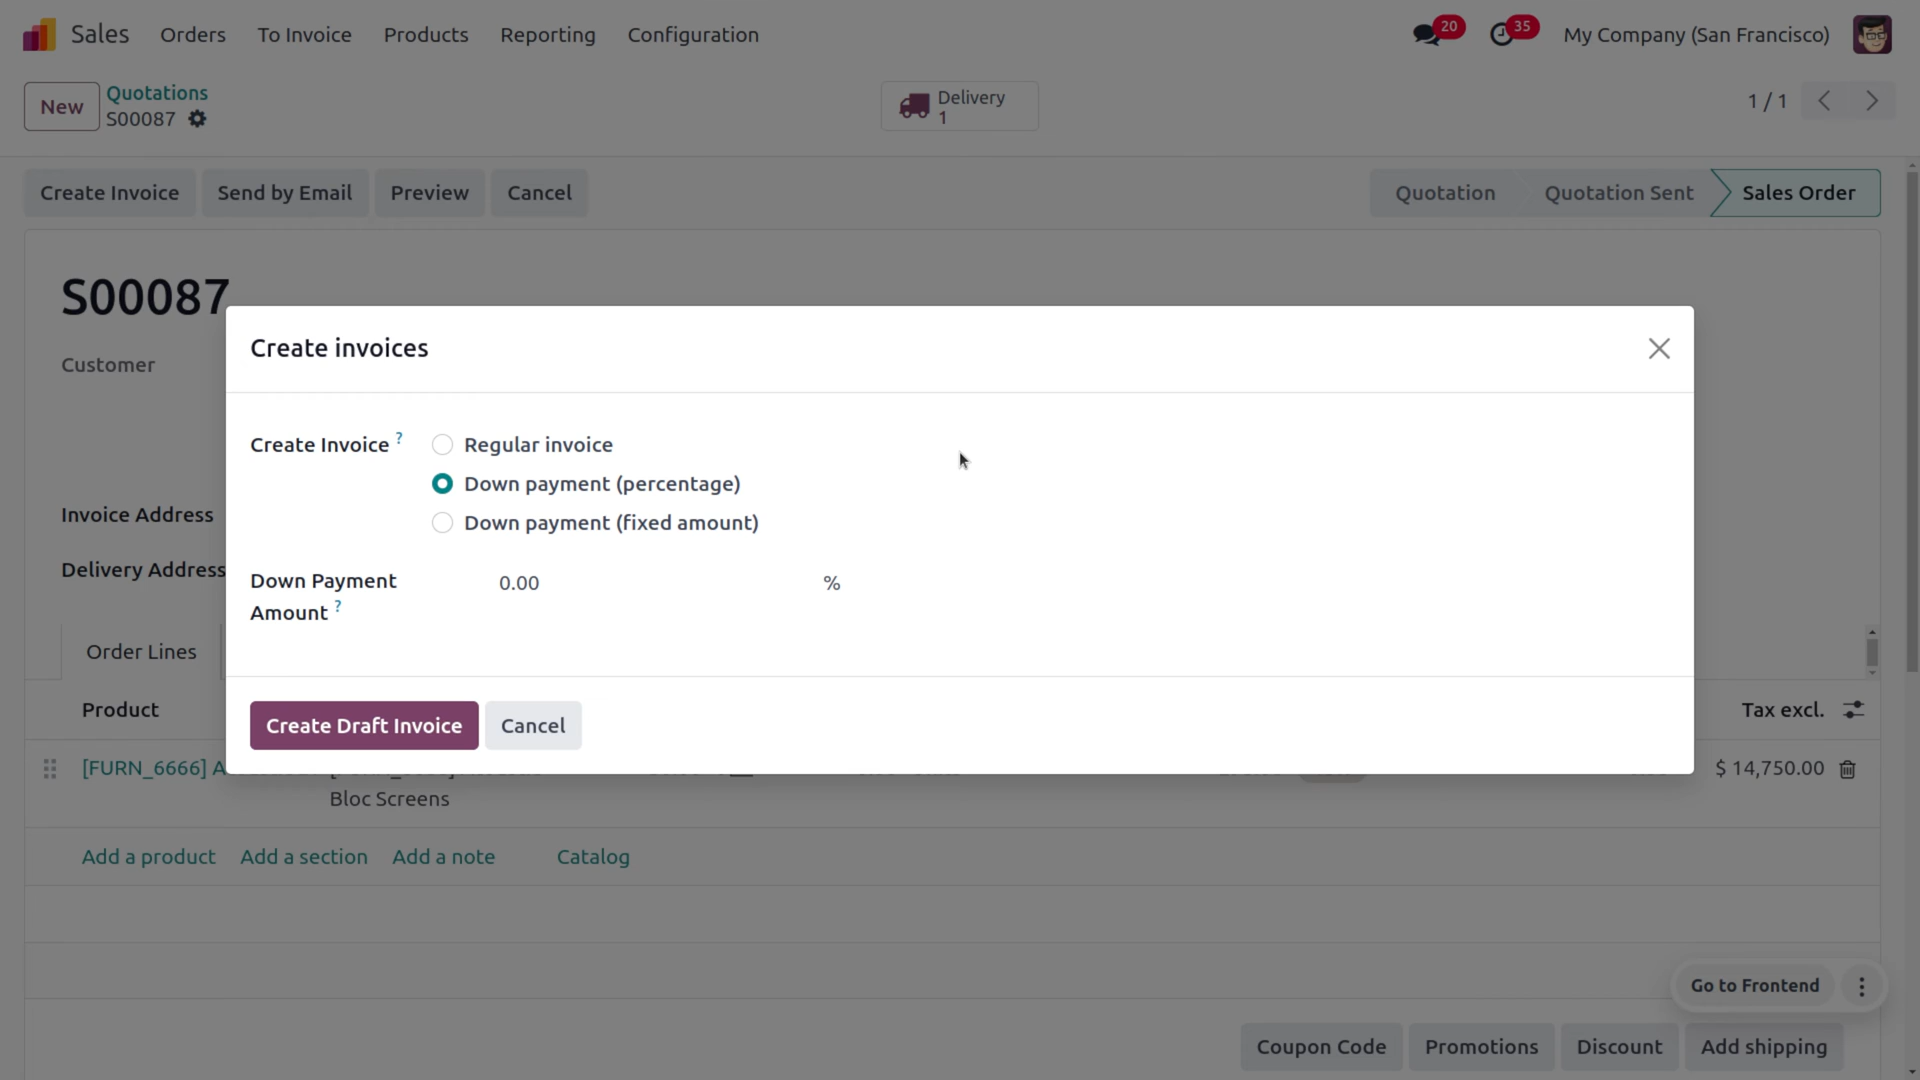 Sales Orders To Invoice Products Reporting Configuration 20 35 My Company (San Francisco)
New Quotations
S00087
Delivery
1
1 / 1
Create Invoice Send by Email Preview Cancel Quotation Quotation Sent Sales Order
S00087
Customer
Create invoices
Create Invoice ? Regular invoice
Down payment (percentage)
Down payment (fixed amount)
Invoice Address
Delivery Address
Down Payment
Amount ?
0.00 %
Order Lines
Product Tax excl.
Create Draft Invoice Cancel
[FURN_6666] A $ 14,750.00
Bloc Screens
Add a product Add a section Add a note Catalog
Go to Frontend
Coupon Code Promotions Discount Add shipping